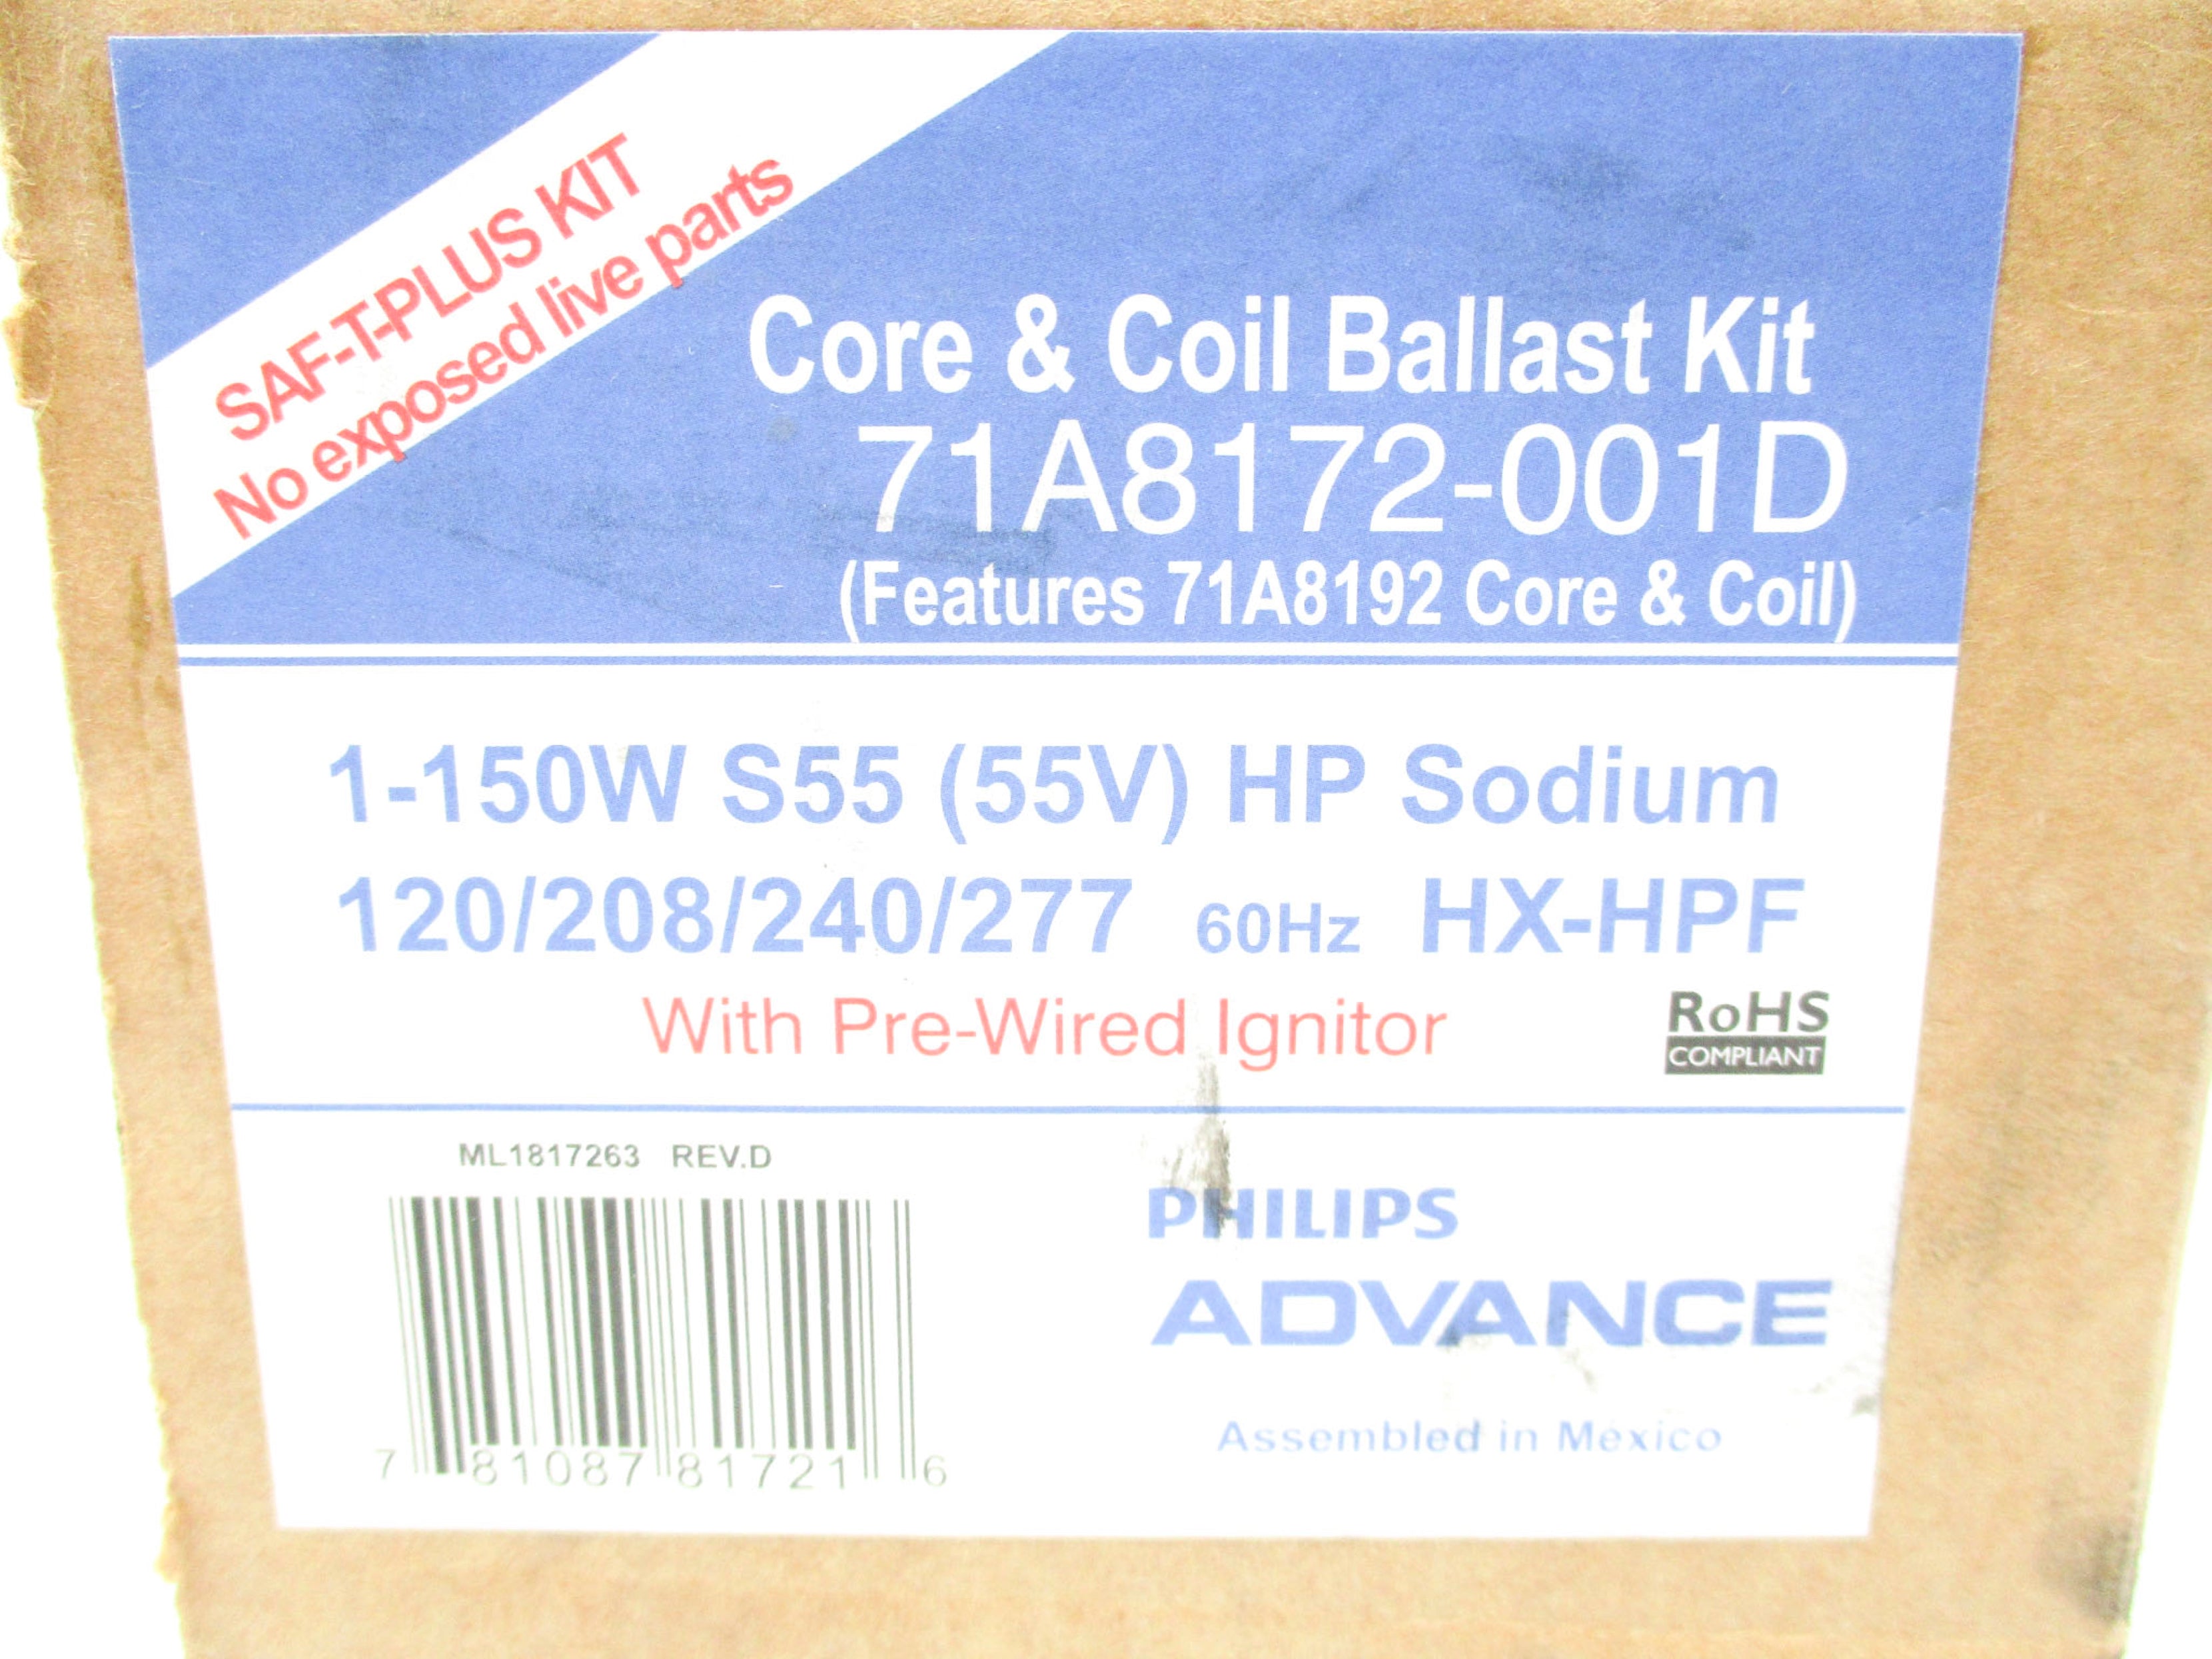 SAF-T-PLUS KIT
No exposed live parts
Core & Coil Ballast Kit
71A8172-001D
(Features 71A8192 Core & Coil)
1-150W S55 (55V) HP Sodium
120/208/240/277 60Hz HX-HPF
With Pre-Wired Ignitor
RoHS
COMPLIANT
ML1817263 REV.D
7 81087 81721 6
PHILIPS
ADVANCE
Assembled in Mexico